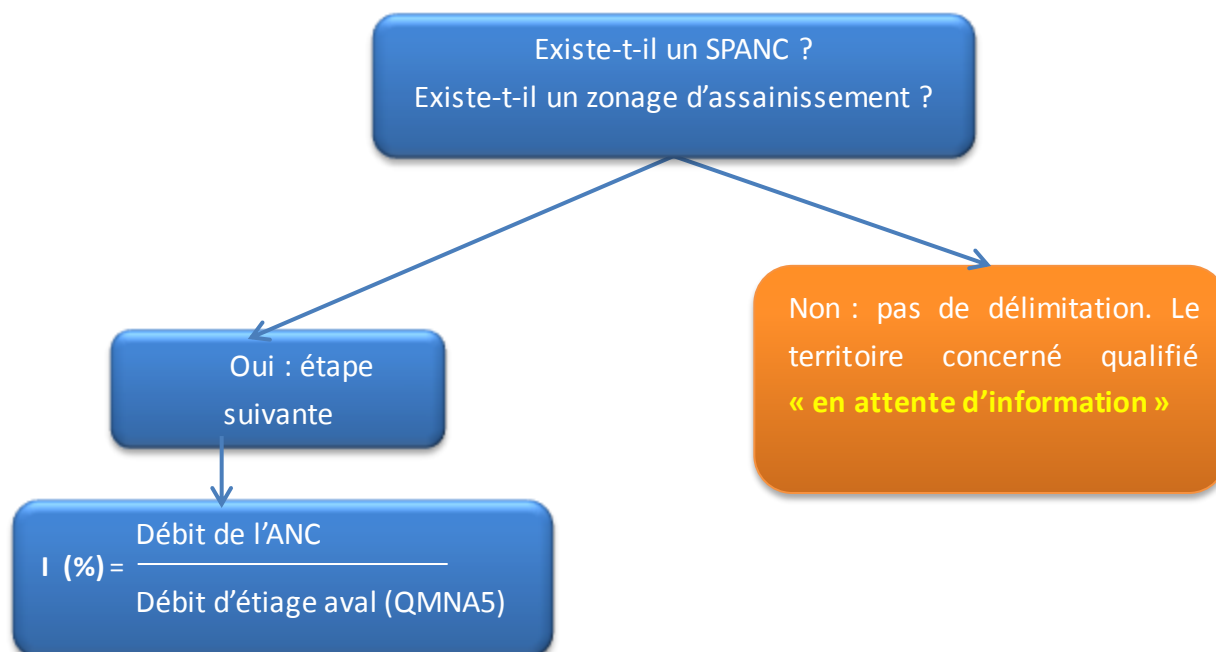 Existe-t-il un SPANC ?
Existe-t-il un zonage d’assainissement ?
Non : pas de délimitation. Le
territoire concerné qualifié
« en attente d’information »
Oui : étape
suivante
Débit de l’ANC
I (%) =
Débit d’étiage aval (QMNA5)